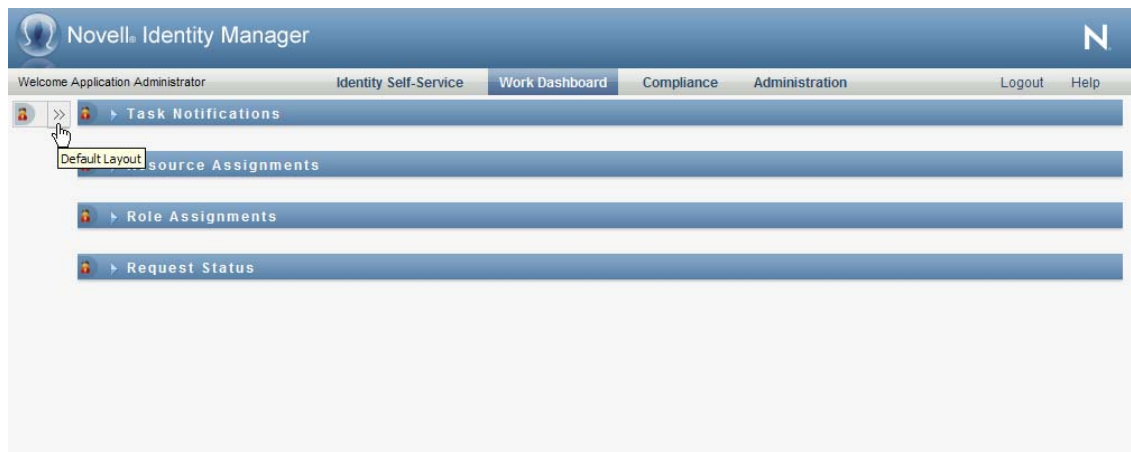 Novell® Identity Manager
N
Welcome Application Administrator
Identity Self-Service
Work Dashboard
Compliance
Administration
Logout
Help
Task Notifications
Default Layout
source Assignments
Role Assignments
Request Status